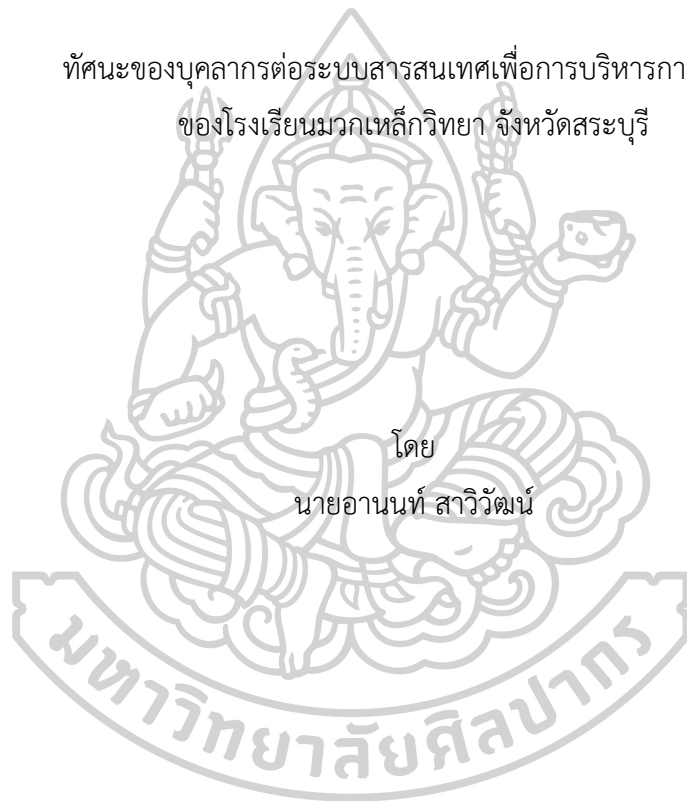 ทัศนะของบุคลากรต่อระบบสารสนเทศเพื่อการบริหารกา
ของโรงเรียนมวกเหล็กวิทยา จังหวัดสระบุรี
โดย
นายอานนท์ สาวิวัฒน์
มหาวิทยาลัยศิลปากร